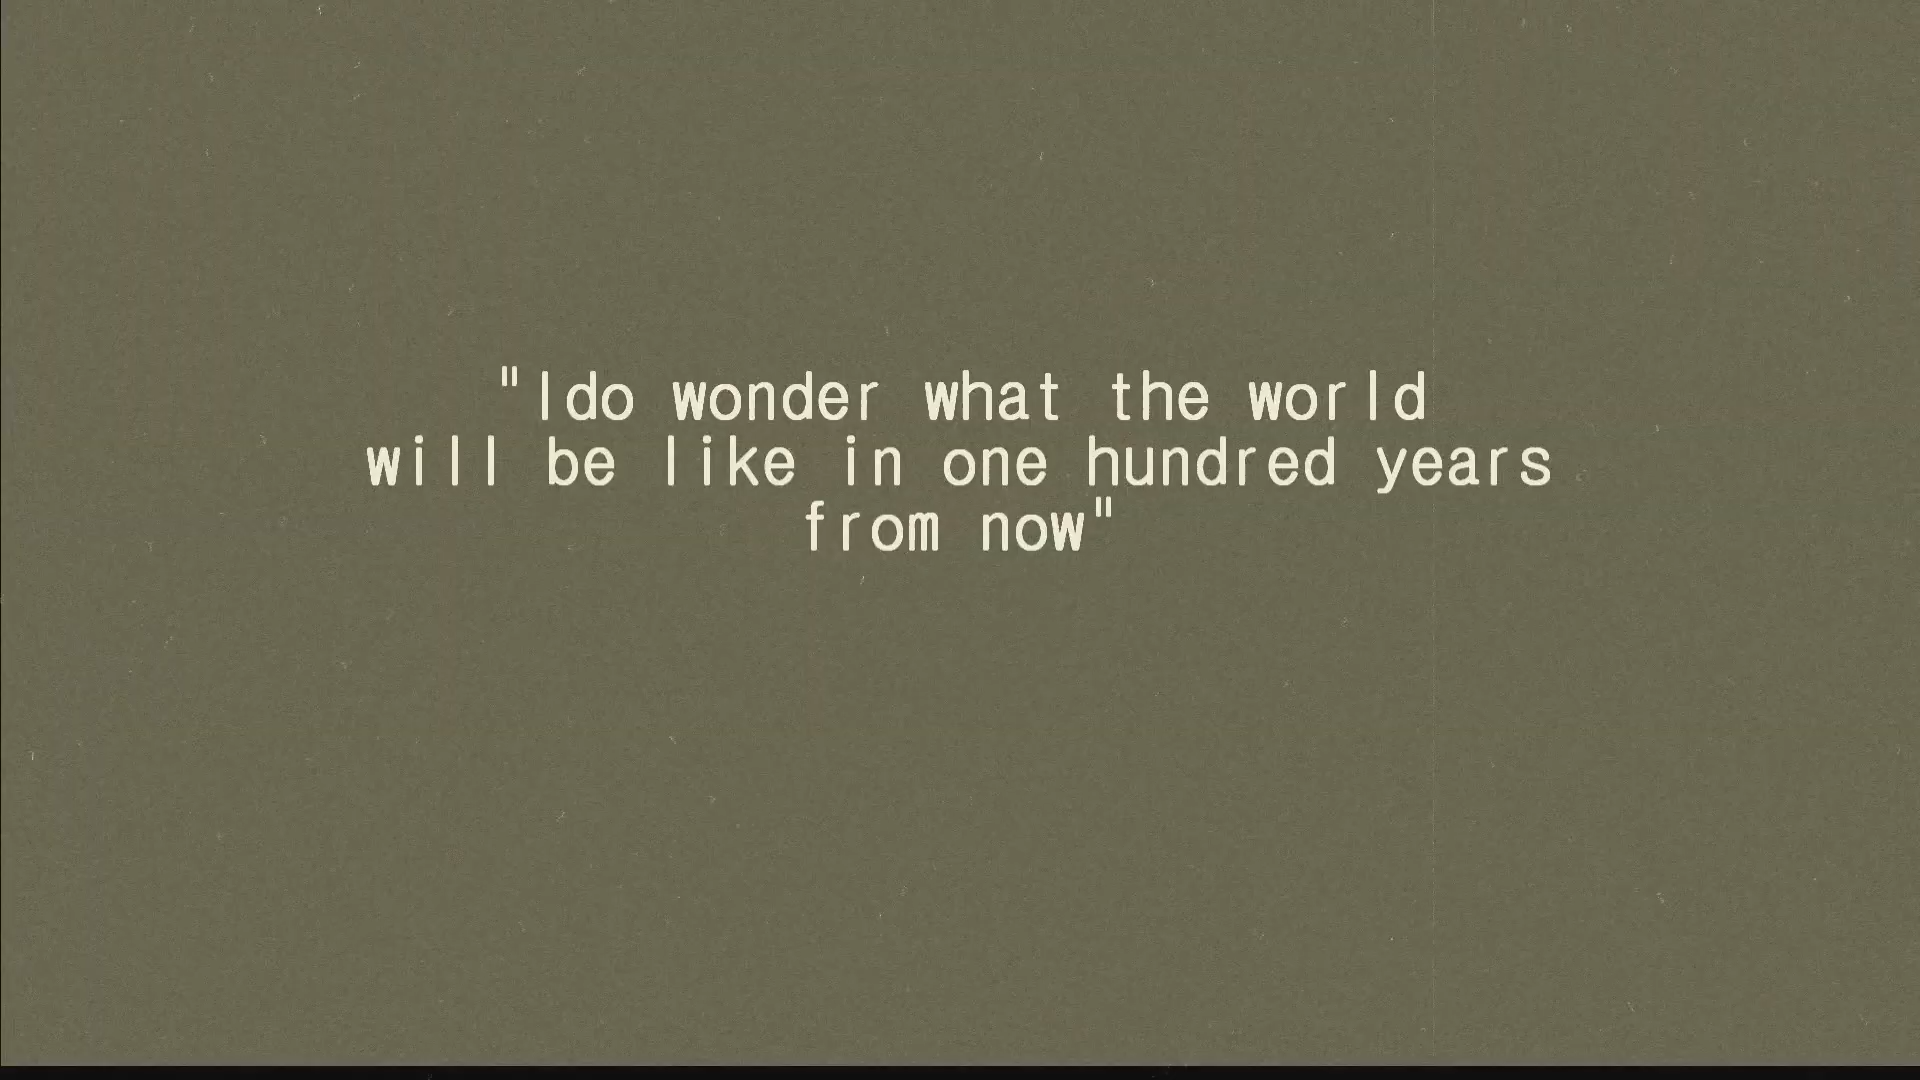 "Ido wonder what the world
will be like in one hundred years
from now"